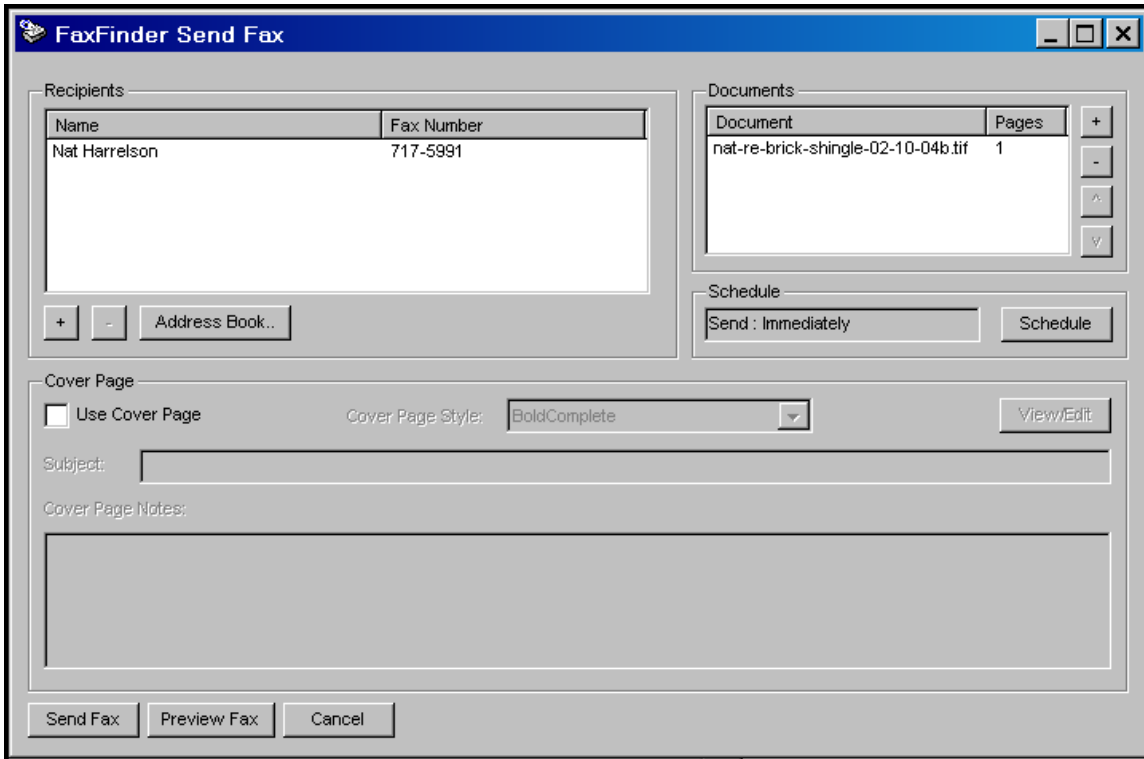 FaxFinder Send Fax
Recipients
Name Fax Number
Nat Harrelson 717-5991
+ - Address Book..
Documents
Document Pages
nat-re-brick-shingle-02-10-04b.tif 1
+
-
^
v
Schedule
Send : Immediately Schedule
Cover Page
Use Cover Page Cover Page Style: BoldComplete View/Edit
Subject:
Cover Page Notes:
Send Fax Preview Fax Cancel